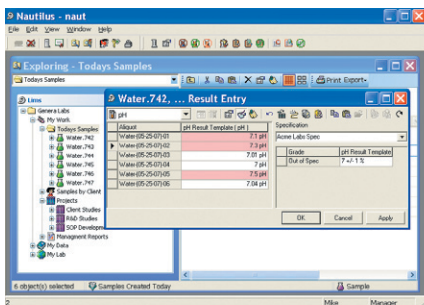 Nautilus - naut
File Edit View Window Help
Exploring - Todays Samples
Todays Samples
Print Export
Lims
Genera Labs
My Work
Todays Samples
Water.742
Water.743
Water.744
Water.745
Water.746
Water.747
Samples by Client
Projects
Client Studies
R&D Studies
SOP Developm
Managment Reports
My Data
My Lab
Water.742, ... Result Entry
pH
Aliquot pH Result Template ( pH )
Water-(05-25-07)-01 7.1 pH
Water-(05-25-07)-02 7.3 pH
Water-(05-25-07)-03 7.01 pH
Water-(05-25-07)-04 7 pH
Water-(05-25-07)-05 7.5 pH
Water-(05-25-07)-06 7.04 pH
Specification
Acme Labs Spec
Grade pH Result Template
Out of Spec 7 +/- 1 %
OK Cancel Apply
6 object(s) selected Samples Created Today Sample
2 Mike Manager